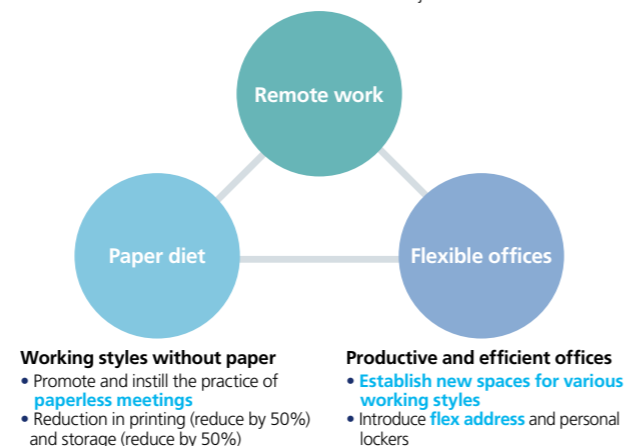 Remote work
Paper diet
Flexible offices
Working styles without paper
• Promote and instill the practice of
paperless meetings
• Reduction in printing (reduce by 50%)
and storage (reduce by 50%)
Productive and efficient offices
• Establish new spaces for various
working styles
• Introduce flex address and personal
lockers